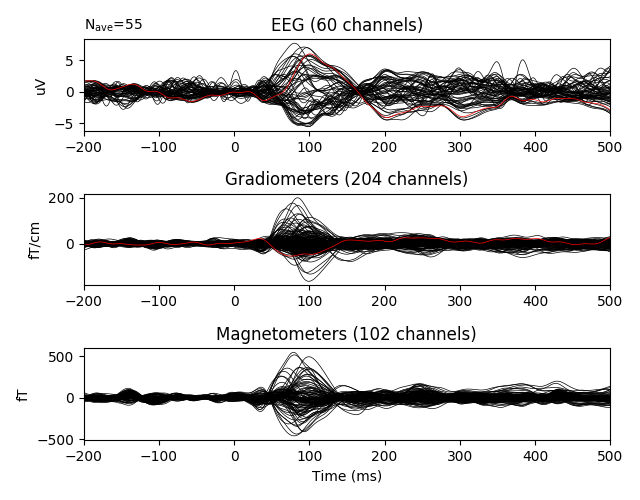 N_ave=55
EEG (60 channels)
5
0
−5
uV
−200 −100 0 100 200 300 400 500
Gradiometers (204 channels)
200
0
fT/cm
−200 −100 0 100 200 300 400 500
Magnetometers (102 channels)
500
0
−500
fT
−200 −100 0 100 200 300 400 500
Time (ms)